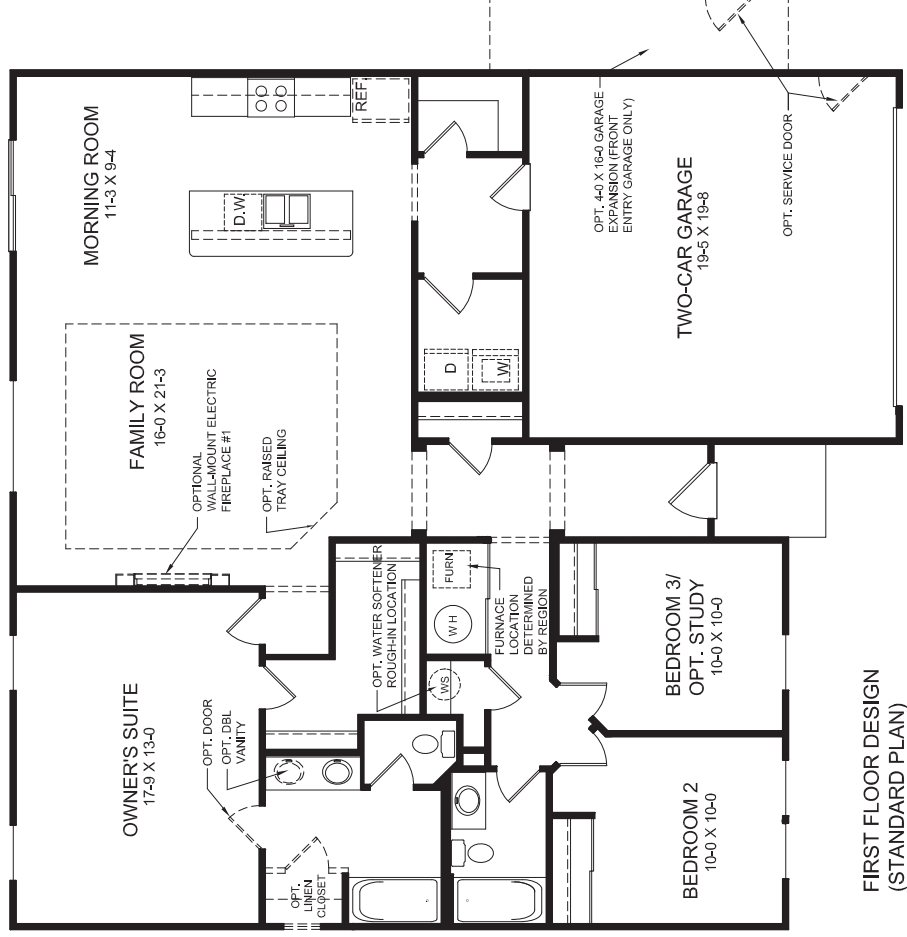 MORNING ROOM
11-3 X 9-4
REF.
D.W.
FAMILY ROOM
16-0 X 21-3
OPTIONAL
WALL-MOUNT ELECTRIC
FIREPLACE #1
OPT. RAISED
TRAY CEILING
D
W
OPT. 4-0 X 16-0 GARAGE
EXPANSION (FRONT
ENTRY GARAGE ONLY)
TWO-CAR GARAGE
19-5 X 19-8
OPT. SERVICE DOOR
OWNER'S SUITE
17-9 X 13-0
OPT. DOOR
OPT. DBL
VANITY
OPT.
LINEN
CLOSET
OPT. WATER SOFTENER
ROUGH-IN LOCATION
WS
WH
FURN
FURNACE
LOCATION
DETERMINED
BY REGION
BEDROOM 3/
OPT. STUDY
10-0 X 10-0
BEDROOM 2
10-0 X 10-0
FIRST FLOOR DESIGN
(STANDARD PLAN)